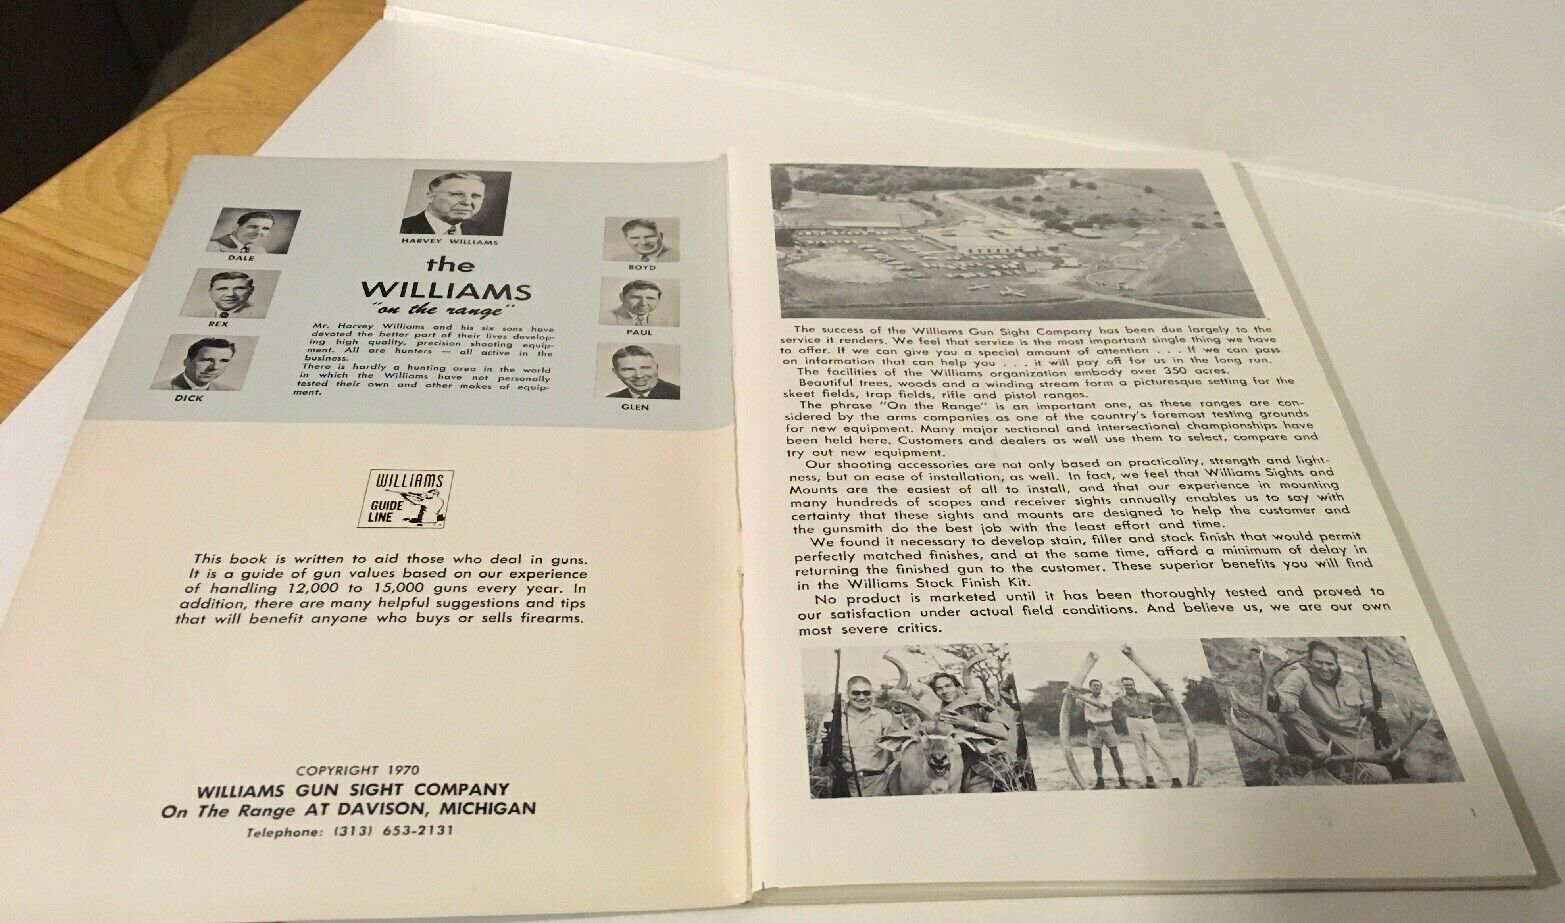 HARVEY WILLIAMS
DALE
REX
DICK
BOYD
PAUL
GLEN
the
WILLIAMS
"on the range"
Mr. Harvey Williams and his six sons have
devoted the better part of their lives develop-
ing high quality, precision shooting equip-
ment. All are hunters — all active in the
business.
There is hardly a hunting area in the world
in which the Williams have not personally
tested their own and other makes of equip-
ment.
WILLIAMS
GUIDE
LINE
This book is written to aid those who deal in guns.
It is a guide of gun values based on our experience
of handling 12,000 to 15,000 guns every year. In
addition, there are many helpful suggestions and tips
that will benefit anyone who buys or sells firearms.
COPYRIGHT 1970
WILLIAMS GUN SIGHT COMPANY
On The Range AT DAVISON, MICHIGAN
Telephone: (313) 653-2131
The success of the Williams Gun Sight Company has been due largely to the
service it renders. We feel that service is the most important single thing we have
to offer. If we can give you a special amount of attention . . . If we can pass
on information that can help you . . . it will pay off for us in the long run.
The facilities of the Williams organization embody over 350 acres.
Beautiful trees, woods and a winding stream form a picturesque setting for the
skeet fields, trap fields, rifle and pistol ranges.
The phrase "On the Range" is an important one, as these ranges are con-
sidered by the arms companies as one of the country's foremost testing grounds
for new equipment. Many major sectional and intersectional championships have
been held here. Customers and dealers as well use them to select, compare and
try out new equipment.
Our shooting accessories are not only based on practicality, strength and light-
ness, but on ease of installation, as well. In fact, we feel that Williams Sights and
Mounts are the easiest of all to install, and that our experience in mounting
many hundreds of scopes and receiver sights annually enables us to say with
certainty that these sights and mounts are designed to help the customer and
the gunsmith do the best job with the least effort and time.
We found it necessary to develop stain, filler and stock finish that would permit
perfectly matched finishes, and at the same time, afford a minimum of delay in
returning the finished gun to the customer. These superior benefits you will find
in the Williams Stock Finish Kit.
No product is marketed until it has been thoroughly tested and proved to
our satisfaction under actual field conditions. And believe us, we are our own
most severe critics.
1